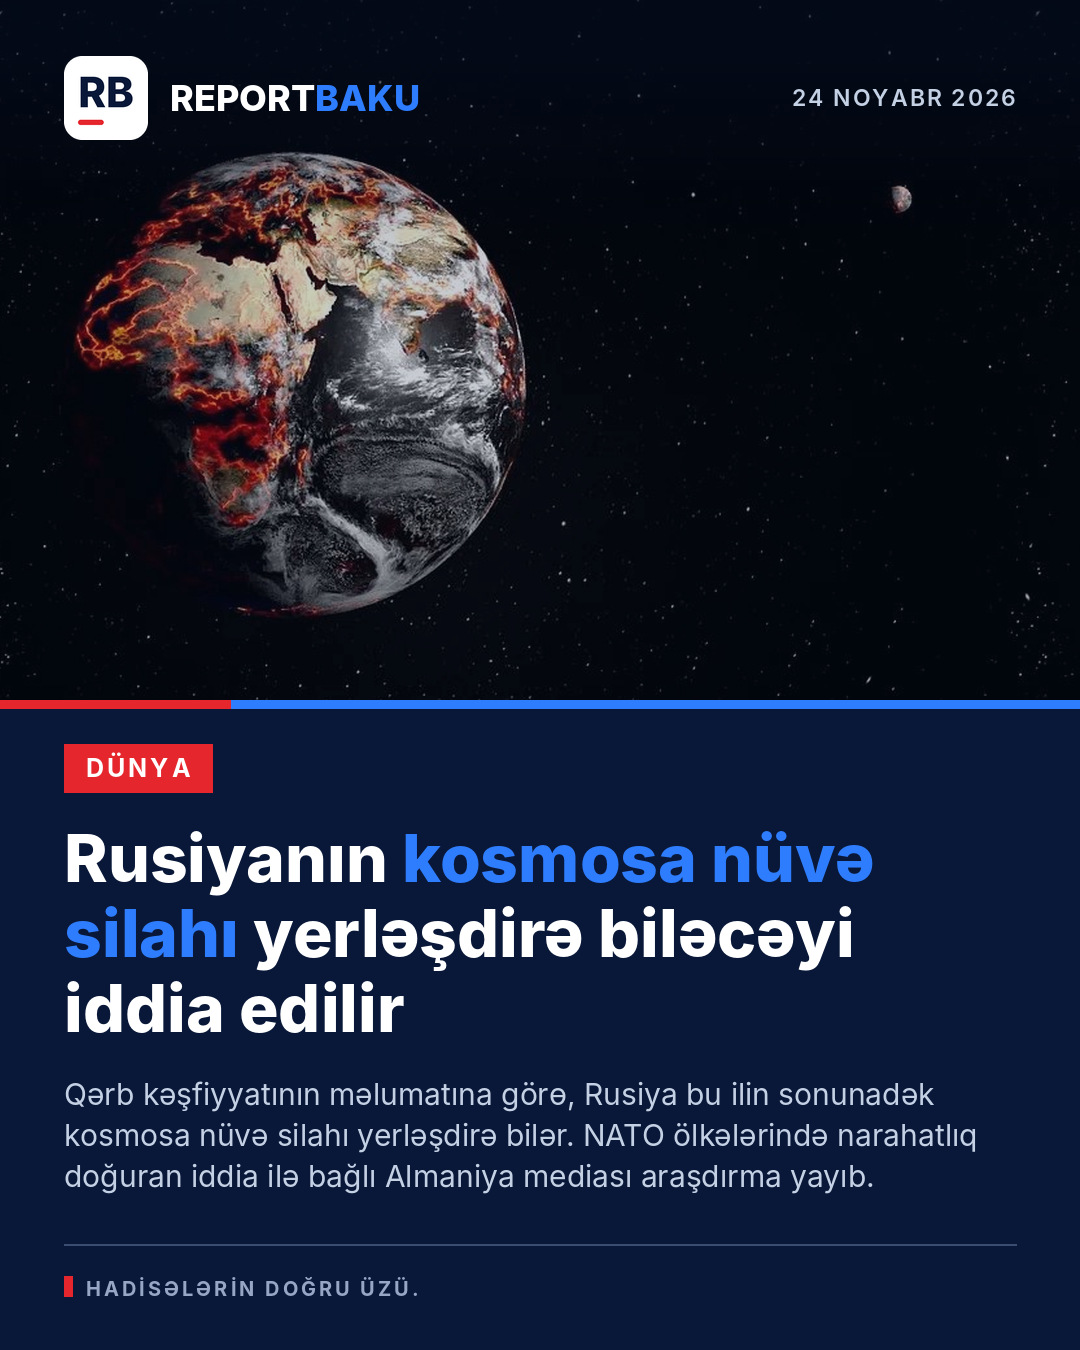 RB
REPORTBAKU
24 NOYABR 2026
DÜNYA
Rusiyanın kosmosa nüvə
silahı yerləşdirə biləcəyi
iddia edilir
Qərb kəşfiyyatının məlumatına görə, Rusiya bu ilin sonunadək
kosmosa nüvə silahı yerləşdirə bilər. NATO ölkələrində narahatlıq
doğuran iddia ilə bağlı Almaniya mediası araşdırma yayıb.
HADİSƏLƏRİN DOĞRU ÜZÜ.